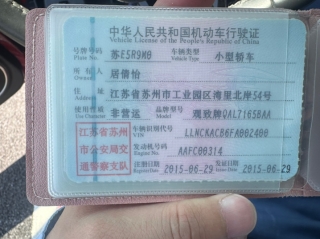 中华人民共和国机动车行驶证
Vehicle License of the People's Republic of China
号牌号码 苏E5R9M0 车辆类型 小型轿车
Plate No. Vehicle Type
所有人 居倩怡
住址 江苏省苏州市工业园区湾里北岸54号
使用性质 非营运 品牌型号 观致牌QAL7165BAA
Use Character Model
江苏省苏州
市公安局交
通警察支队
车辆识别代号 LLNCKACB6FA002400
VIN
发动机号码 AAFC00314
Engine No.
注册日期 2015-06-29 发证日期 2015-06-29
Register Date Issue Date